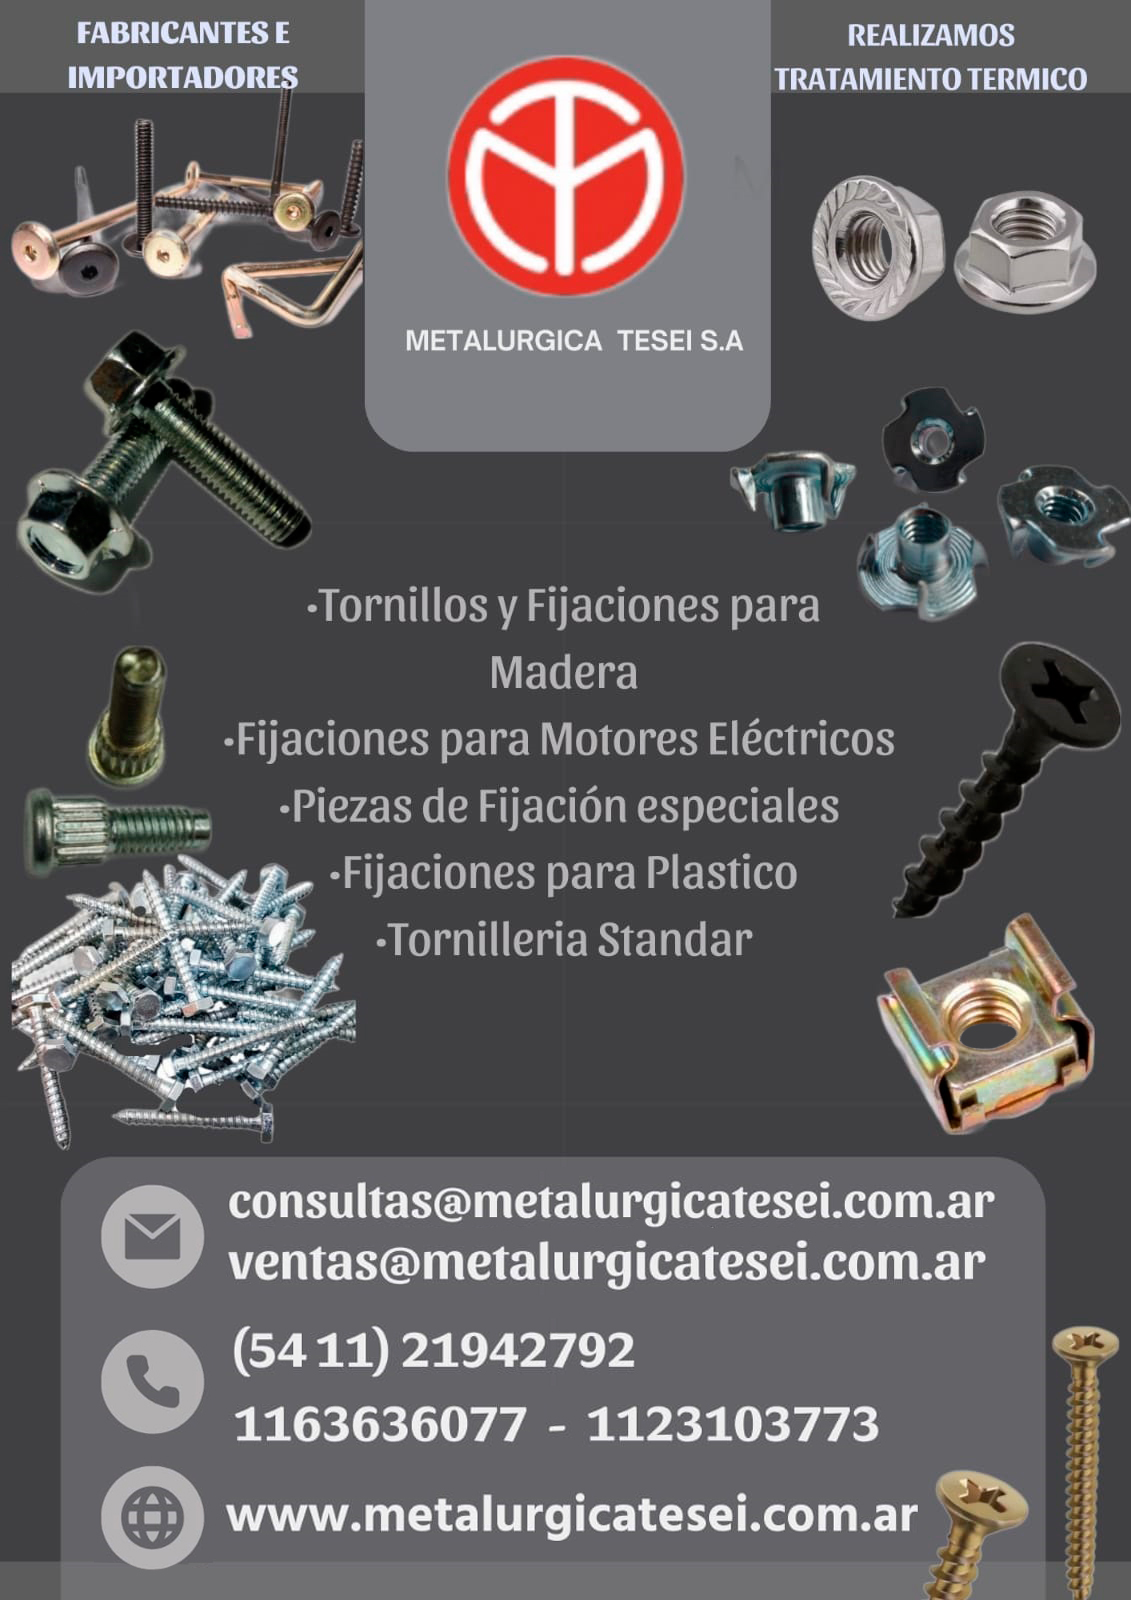 FABRICANTES E
IMPORTADORES
REALIZAMOS
TRATAMIENTO TERMICO
METALURGICA TESEI S.A
•Tornillos y Fijaciones para
Madera
•Fijaciones para Motores Eléctricos
•Piezas de Fijación especiales
•Fijaciones para Plastico
•Tornilleria Standar
consultas@metalurgicatesei.com.ar
ventas@metalurgicatesei.com.ar
(54 11) 21942792
1163636077 - 1123103773
www.metalurgicatesei.com.ar